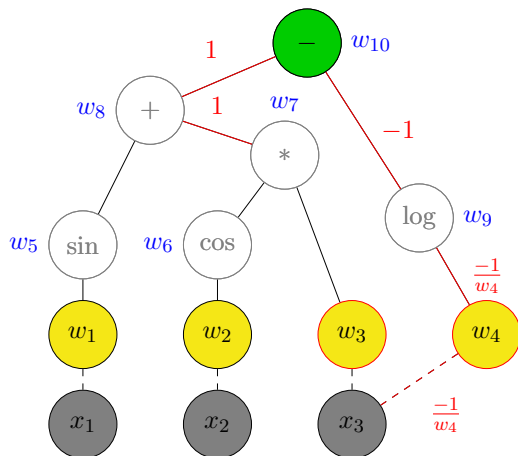 − w₁₀
1
w₈ + 1 w₇
*
−1
w₅ sin w₆ cos log w₉
−1/w₄
w₁ w₂ w₃ w₄
x₁ x₂ x₃ −1/w₄